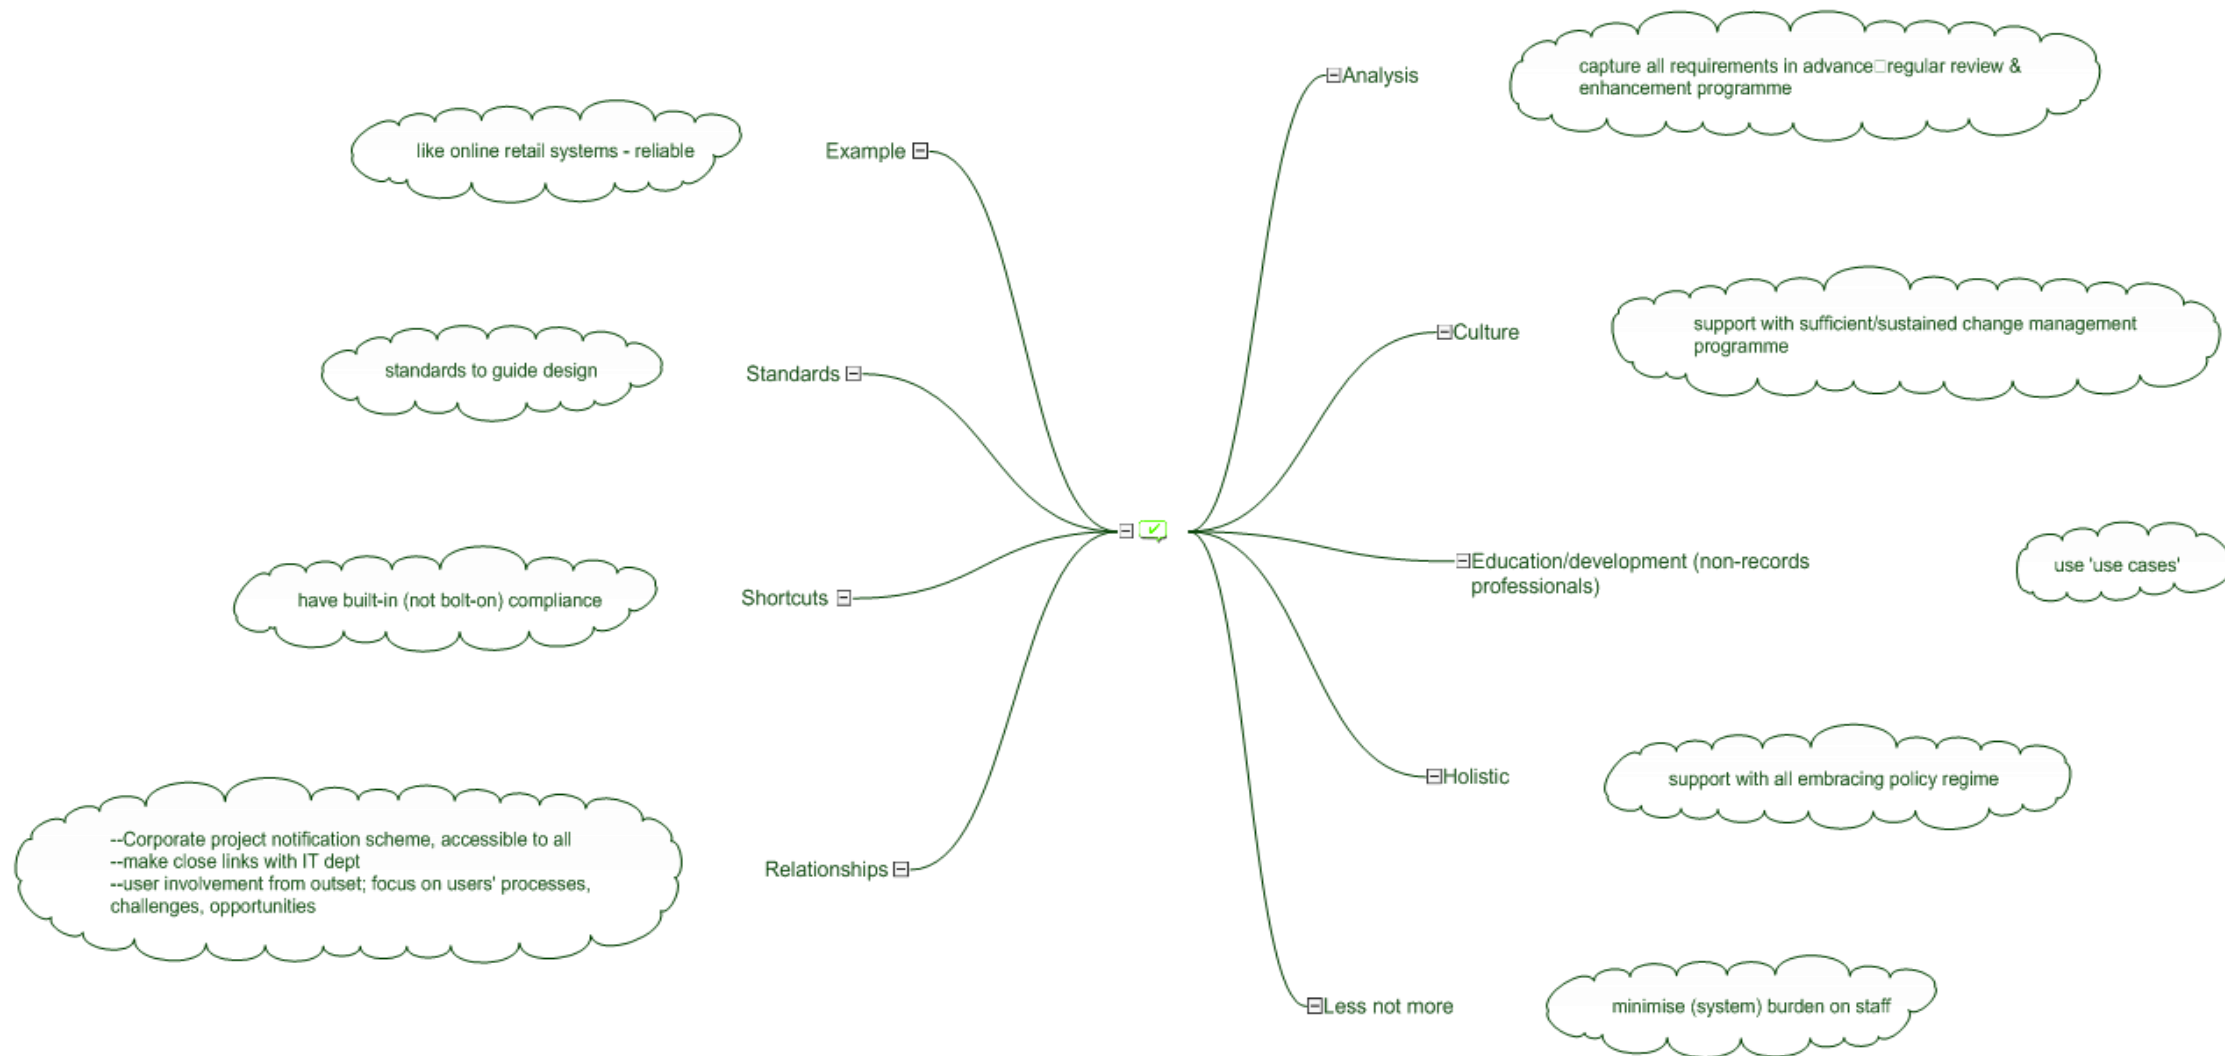 Analysis
capture all requirements in advance□regular review &
enhancement programme
Example
like online retail systems - reliable
Culture
support with sufficient/sustained change management
programme
Standards
standards to guide design
Education/development (non-records
professionals)
use 'use cases'
Shortcuts
have built-in (not bolt-on) compliance
Holistic
support with all embracing policy regime
Relationships
--Corporate project notification scheme, accessible to all
--make close links with IT dept
--user involvement from outset; focus on users' processes,
challenges, opportunities
Less not more
minimise (system) burden on staff